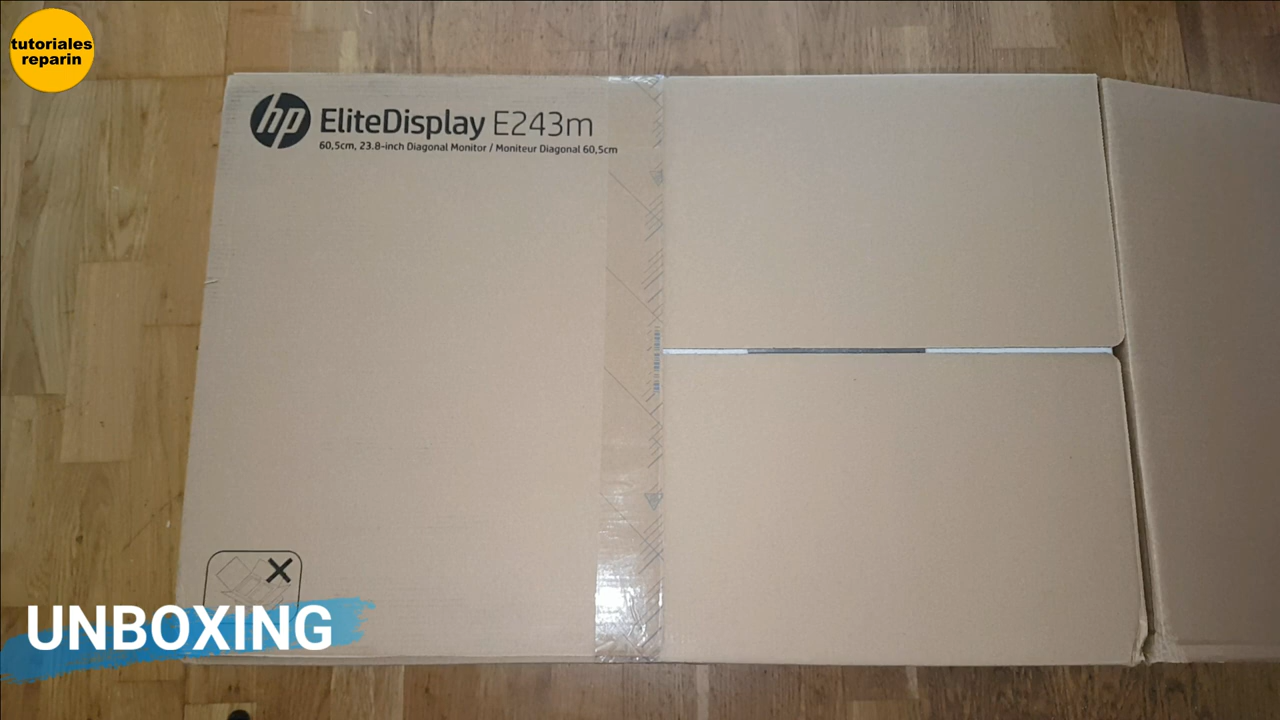 tutoriales
reparin
hp EliteDisplay E243m
60,5cm, 23.8-inch Diagonal Monitor / Moniteur Diagonal 60,5cm
UNBOXING